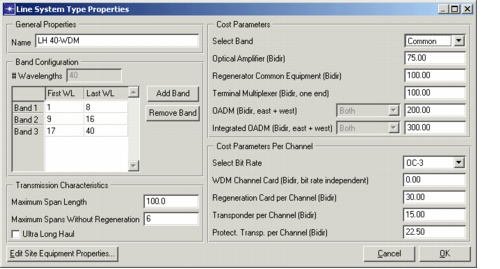 Line System Type Properties
General Properties
Name LH 40-WDM
Band Configuration
# Wavelengths 40
First WL Last WL
Band 1 1 8
Band 2 9 16
Band 3 17 40
Add Band
Remove Band
Transmission Characteristics
Maximum Span Length 100.0
Maximum Spans Without Regeneration 6
Ultra Long Haul
Edit Site Equipment Properties...
Cost Parameters
Select Band Common
Optical Amplifier (Bidir) 75.00
Regenerator Common Equipment (Bidir) 100.00
Terminal Multiplexer (Bidir, one end) 100.00
OADM (Bidir, east + west) Both 200.00
Integrated OADM (Bidir, east + west) Both 300.00
Cost Parameters Per Channel
Select Bit Rate OC-3
WDM Channel Card (Bidir, bit rate independent) 0.00
Regeneration Card per Channel (Bidir) 30.00
Transponder per Channel (Bidir) 15.00
Protect. Transp. per Channel (Bidir) 22.50
Cancel
OK